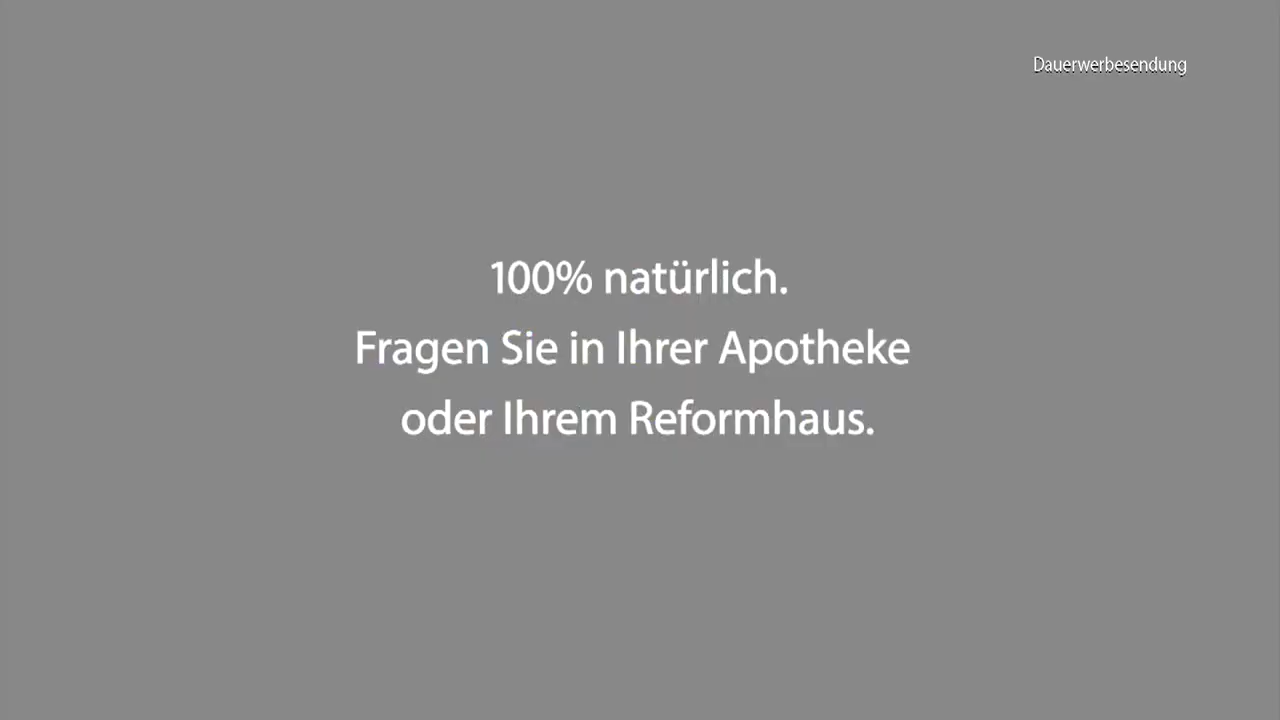 Dauerwerbesendung
100% natürlich.
Fragen Sie in Ihrer Apotheke
oder Ihrem Reformhaus.